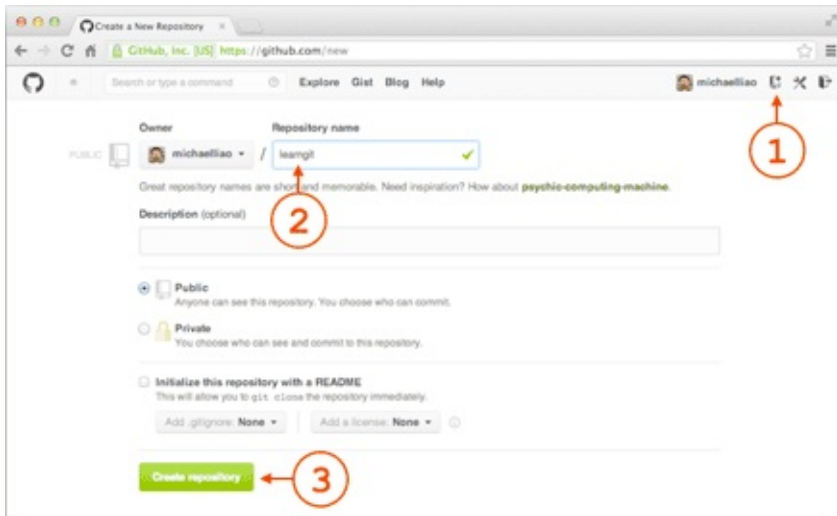 Create a New Repository
GitHub, Inc. [US] https://github.com/new
Search or type a command Explore Gist Blog Help michaelliao
1
Owner Repository name
PUBLIC michaelliao / learngit
Great repository names are short and memorable. Need inspiration? How about psychic-computing-machine.
2
Description (optional)
Public
Anyone can see this repository. You choose who can commit.
Private
You choose who can see and commit to this repository.
Initialize this repository with a README
This will allow you to git clone the repository immediately.
Add .gitignore: None Add a license: None
Create repository 3